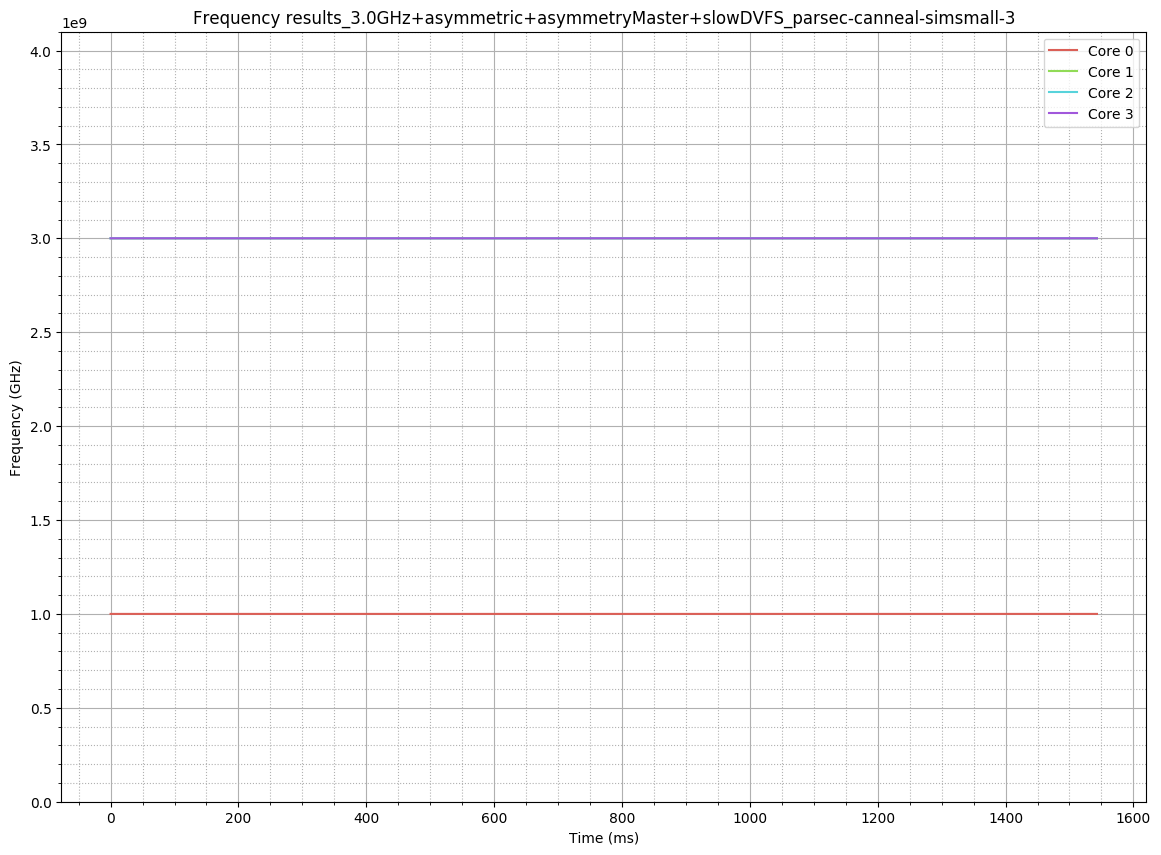 Frequency results_3.0GHz+asymmetric+asymmetryMaster+slowDVFS_parsec-canneal-simsmall-3
1e9
Core 0
Core 1
Core 2
Core 3
4.0
3.5
3.0
2.5
2.0
1.5
1.0
0.5
0.0
Frequency (GHz)
0 200 400 600 800 1000 1200 1400 1600
Time (ms)